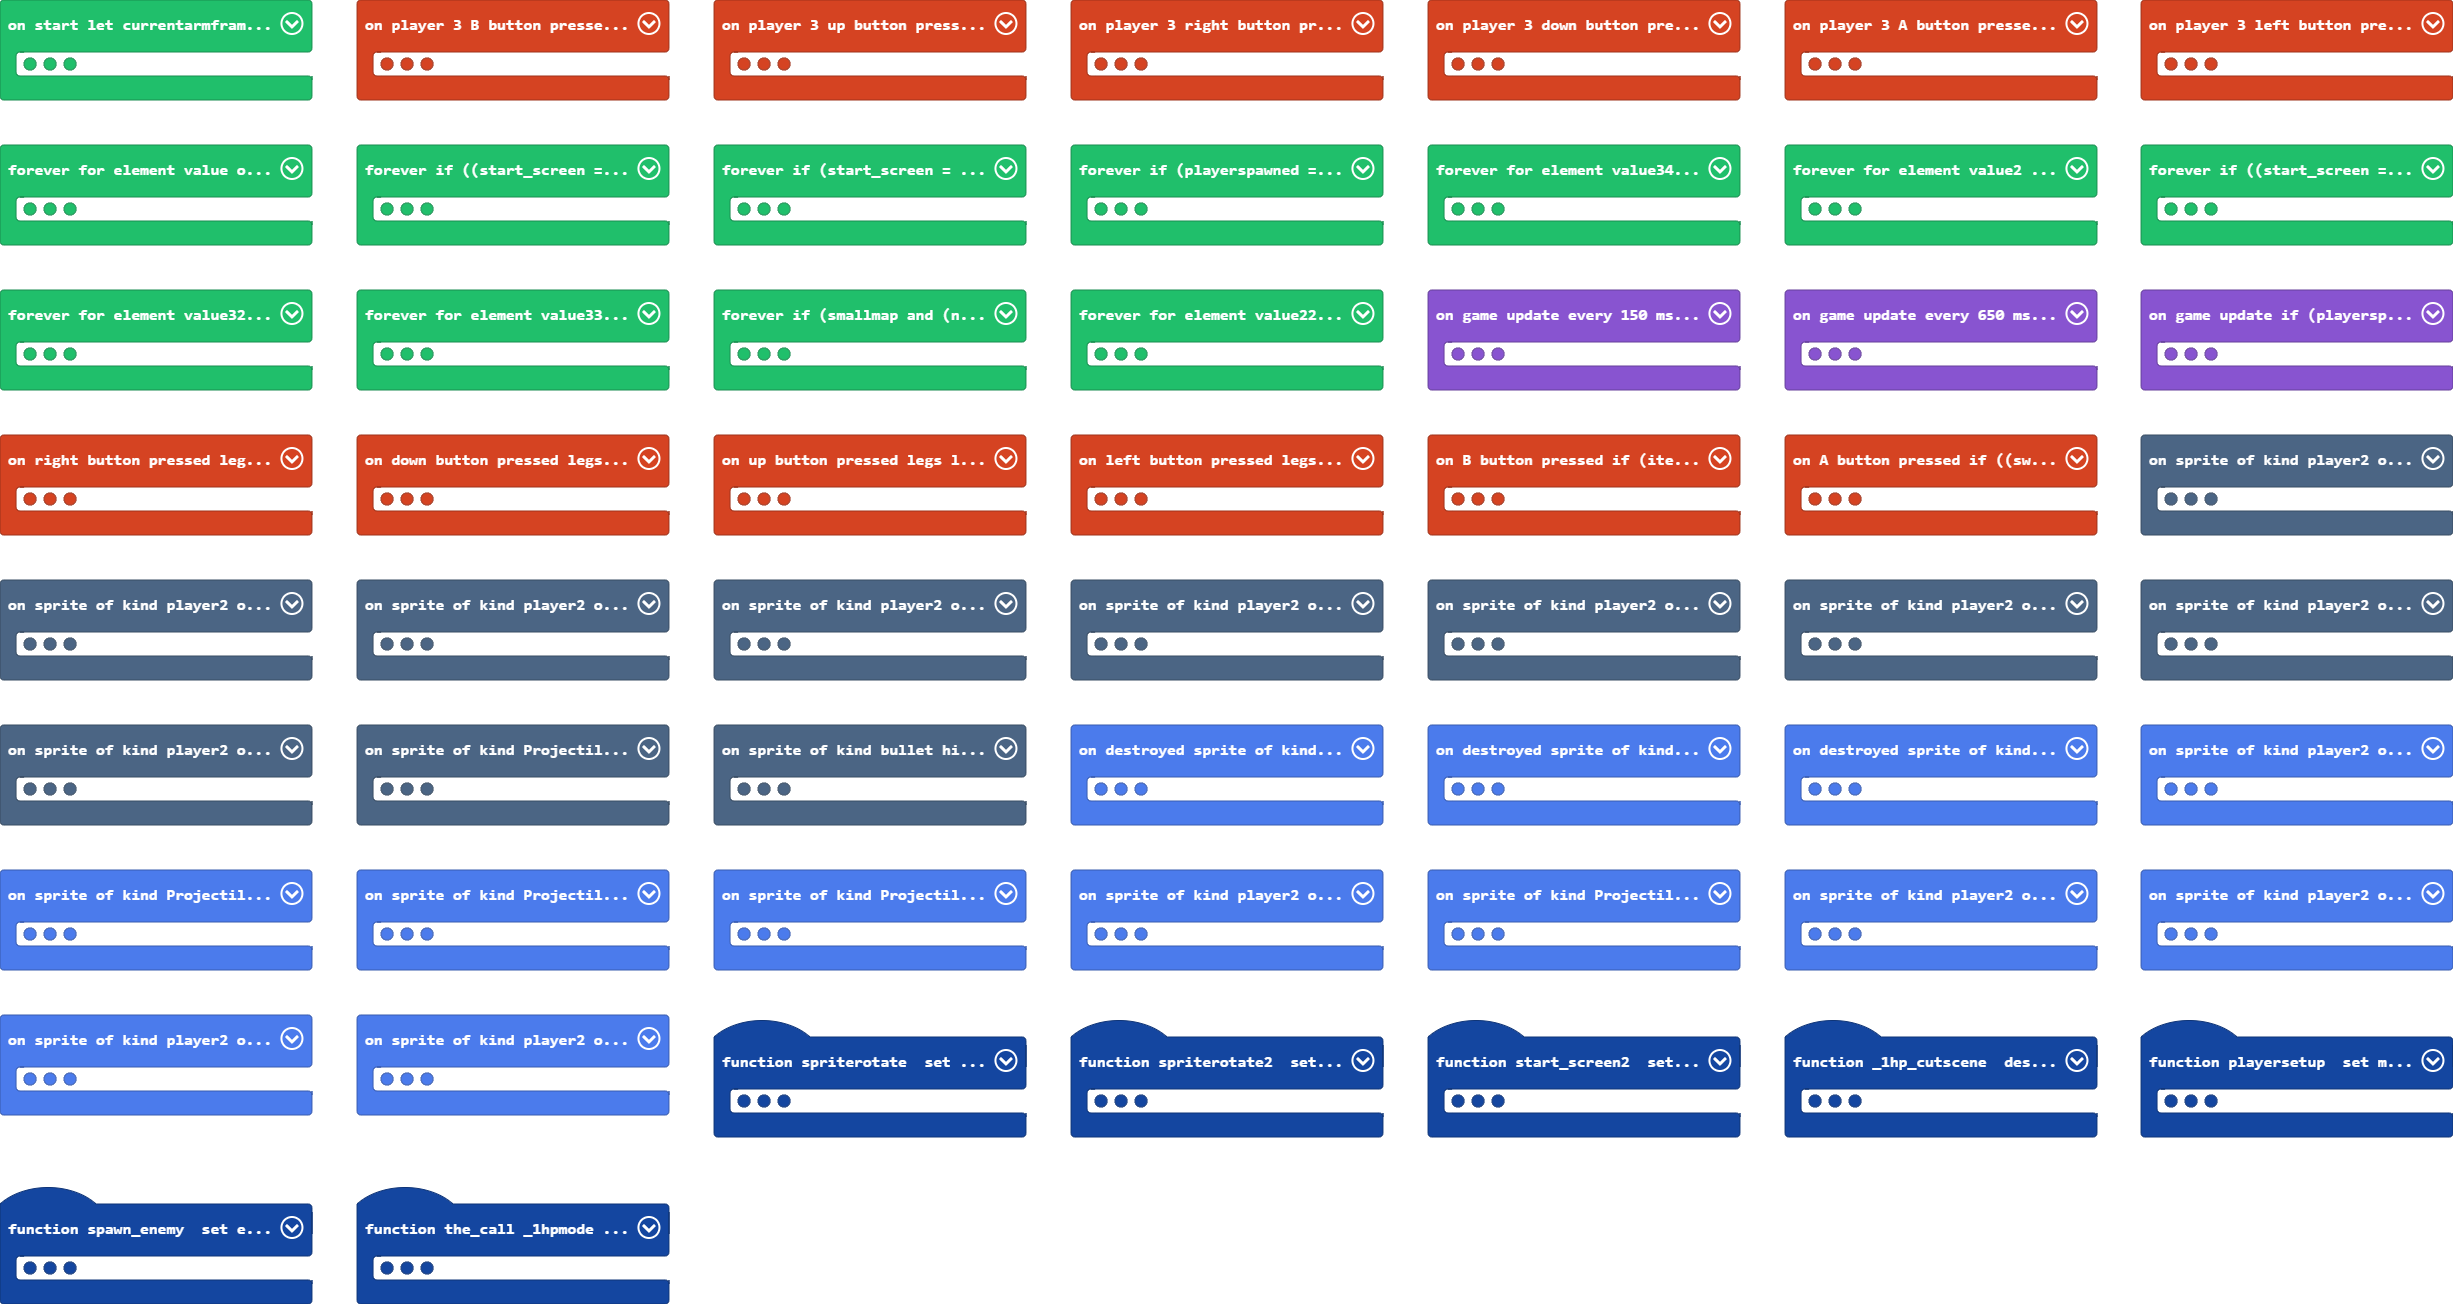 on start let currentarmfram...
on player 3 B button presse...
on player 3 up button press...
on player 3 right button pr...
on player 3 down button pre...
on player 3 A button presse...
on player 3 left button pre...
forever for element value o...
forever if ((start_screen =...
forever if (start_screen = ...
forever if (playerspawned =...
forever for element value34...
forever for element value2 ...
forever if ((start_screen =...
forever for element value32...
forever for element value33...
forever if (smallmap and (n...
forever for element value22...
on game update every 150 ms...
on game update every 650 ms...
on game update if (playersp...
on right button pressed leg...
on down button pressed legs...
on up button pressed legs l...
on left button pressed legs...
on B button pressed if (ite...
on A button pressed if ((sw...
on sprite of kind player2 o...
on sprite of kind player2 o...
on sprite of kind player2 o...
on sprite of kind player2 o...
on sprite of kind player2 o...
on sprite of kind player2 o...
on sprite of kind player2 o...
on sprite of kind player2 o...
on sprite of kind player2 o...
on sprite of kind Projectil...
on sprite of kind bullet hi...
on destroyed sprite of kind...
on destroyed sprite of kind...
on destroyed sprite of kind...
on sprite of kind player2 o...
on sprite of kind Projectil...
on sprite of kind Projectil...
on sprite of kind Projectil...
on sprite of kind player2 o...
on sprite of kind Projectil...
on sprite of kind player2 o...
on sprite of kind player2 o...
on sprite of kind player2 o...
on sprite of kind player2 o...
function spriterotate  set ...
function spriterotate2  set...
function start_screen2  set...
function _1hp_cutscene  des...
function playersetup  set m...
function spawn_enemy  set e...
function the_call _1hpmode ...